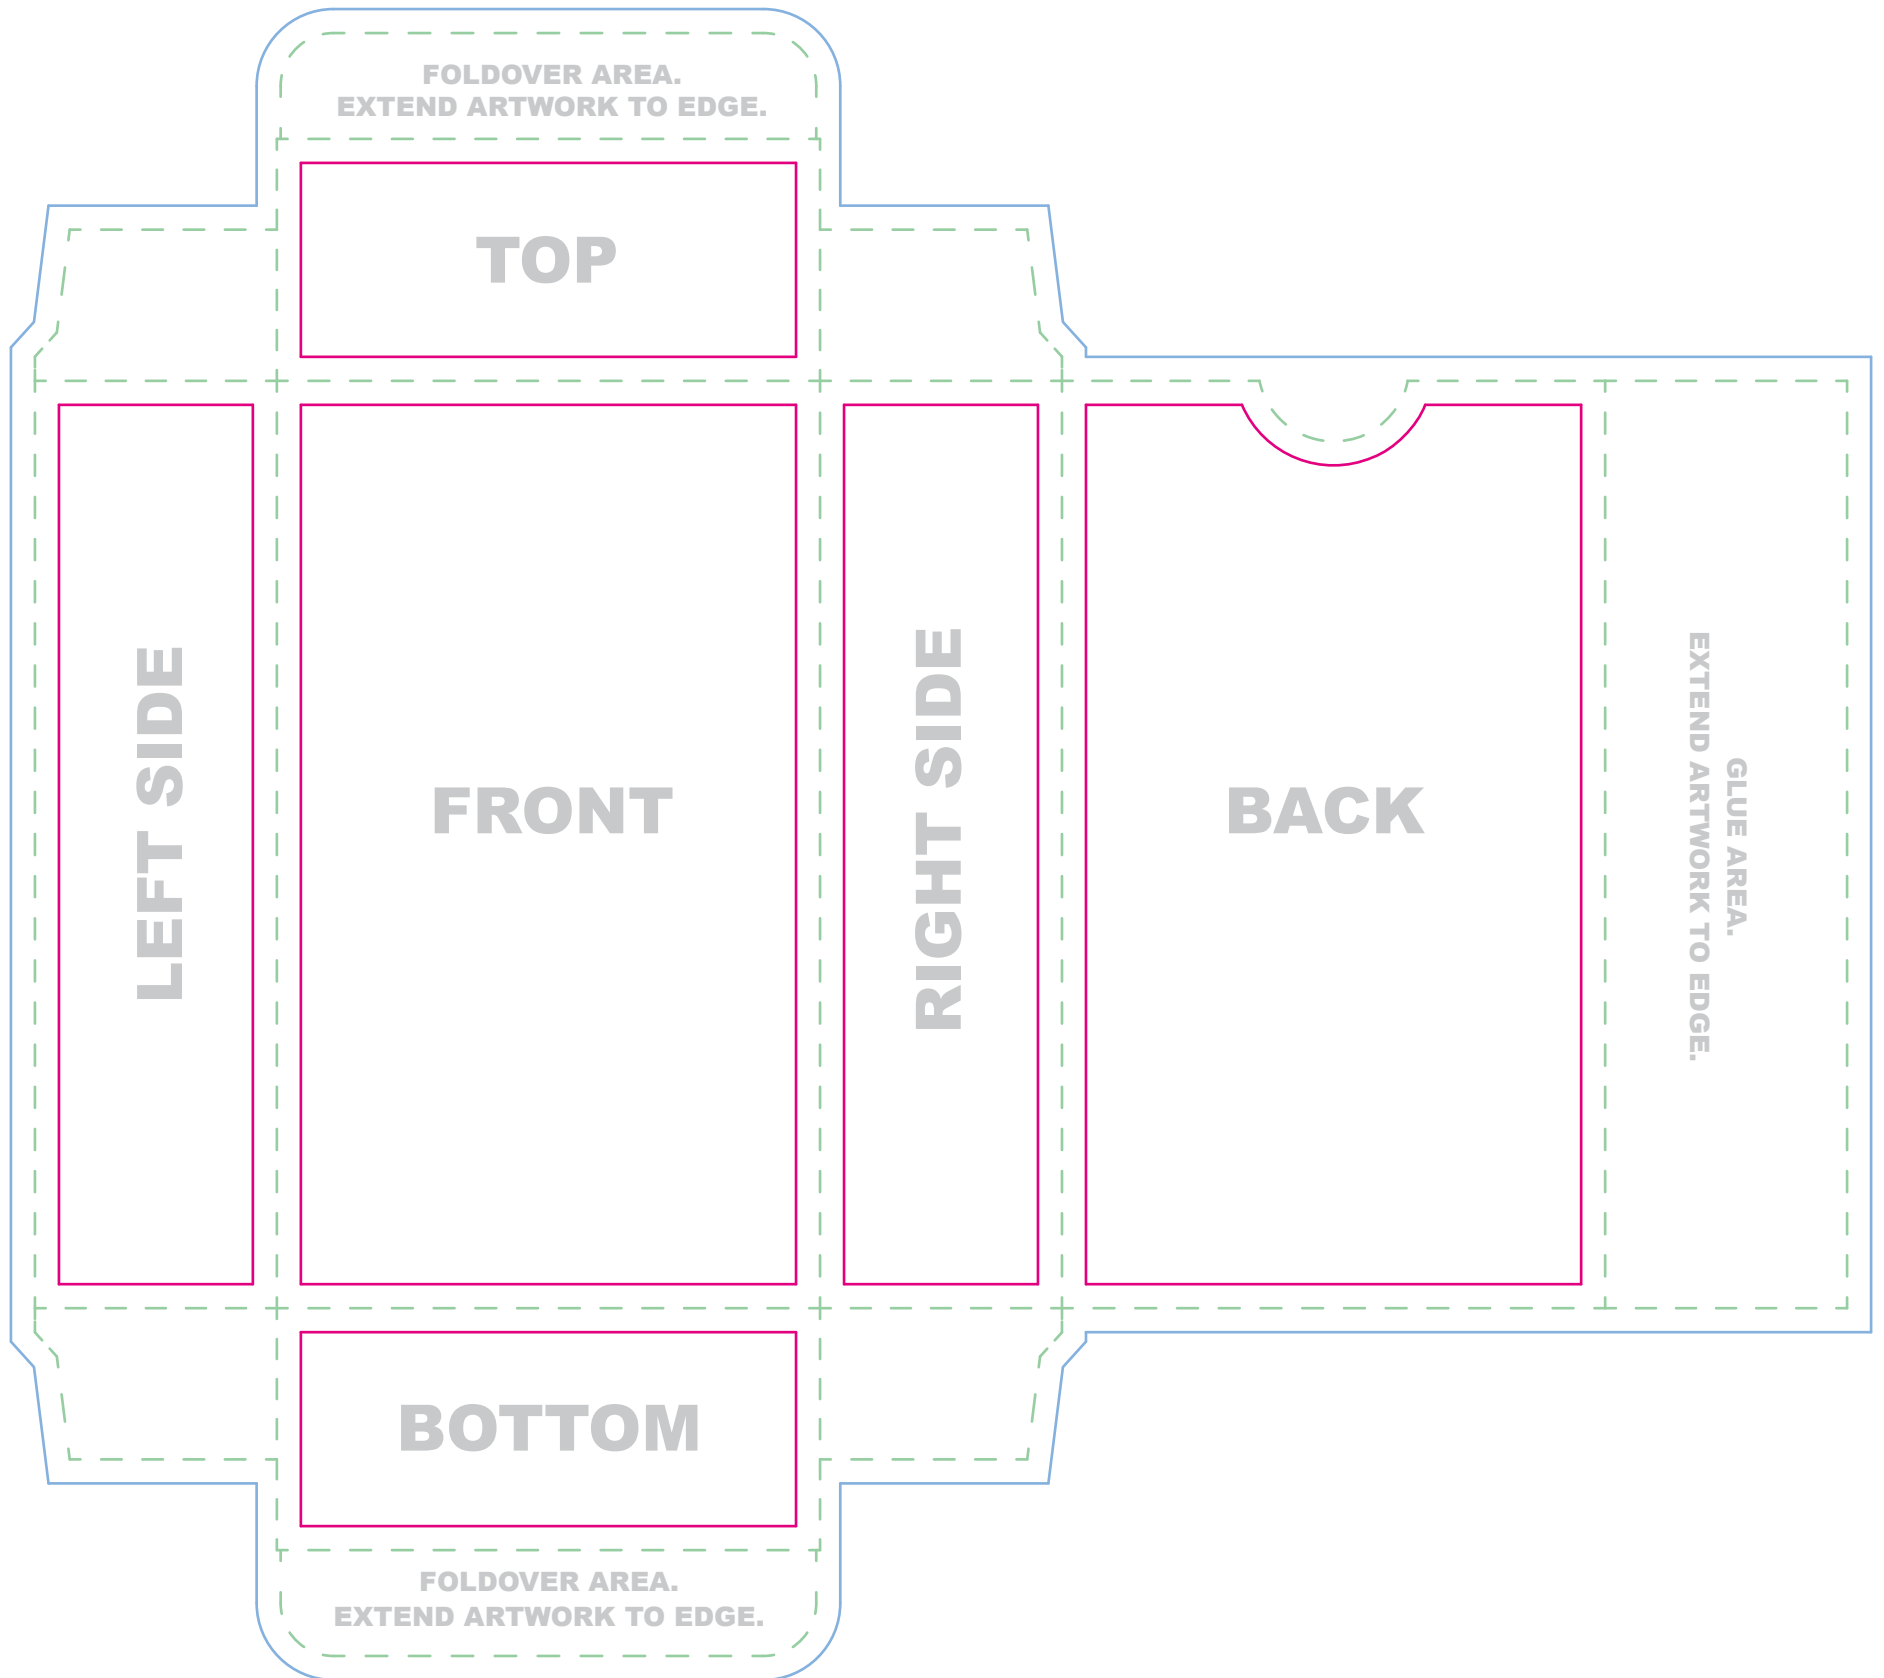 FOLDOVER AREA.
EXTEND ARTWORK TO EDGE.
TOP
LEFT SIDE
FRONT
RIGHT SIDE
BACK
GLUE AREA.
EXTEND ARTWORK TO EDGE.
BOTTOM
FOLDOVER AREA.
EXTEND ARTWORK TO EDGE.